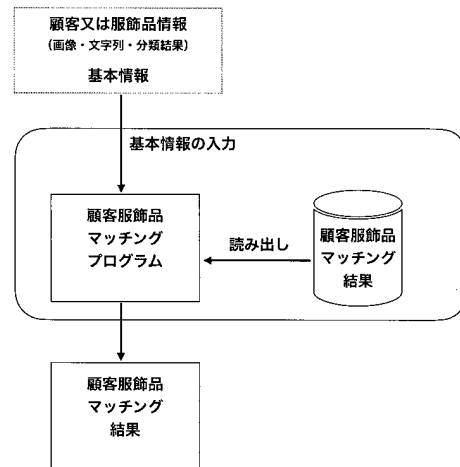 顧客又は服飾品情報
（画像・文字列・分類結果）
基本情報
基本情報の入力
顧客服飾品
マッチング
プログラム
読み出し
顧客服飾品
マッチング
結果
顧客服飾品
マッチング
結果